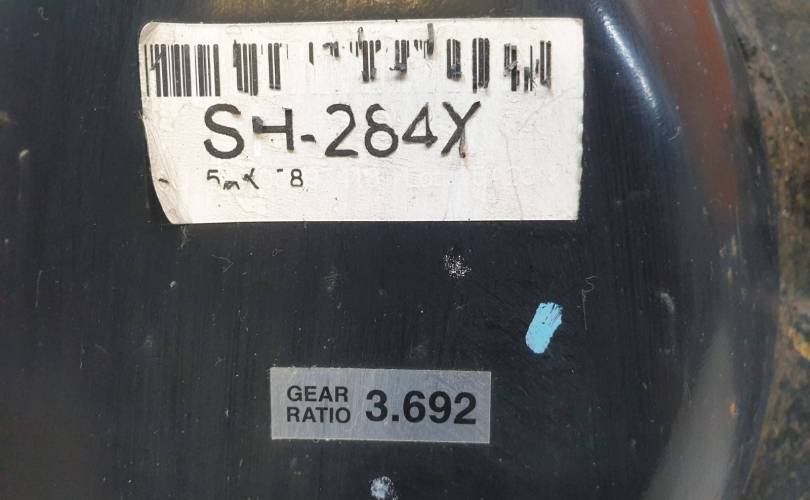 SH-284X
GEAR
RATIO 3.692